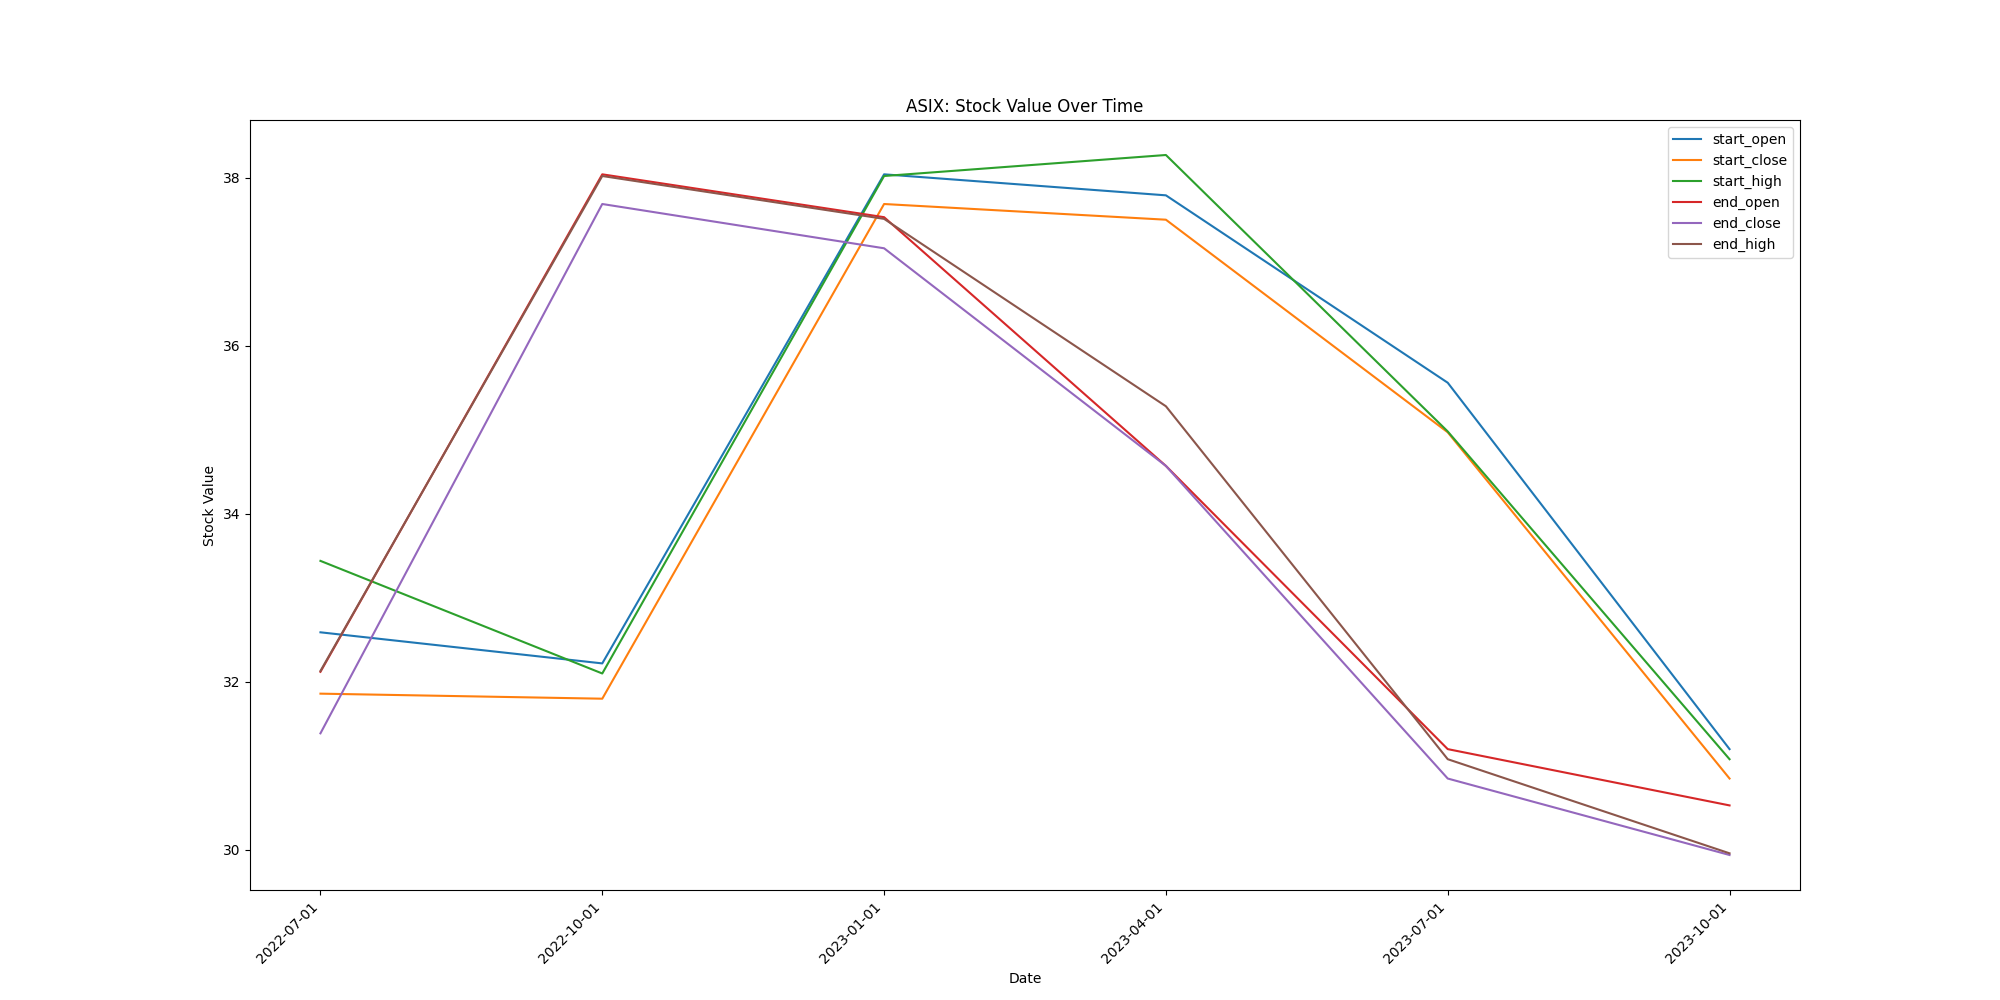 ASIX: Stock Value Over Time
start_open
start_close
start_high
end_open
end_close
end_high
38
36
34
32
30
Stock Value
2022-07-01
2022-10-01
2023-01-01
2023-04-01
2023-07-01
2023-10-01
Date